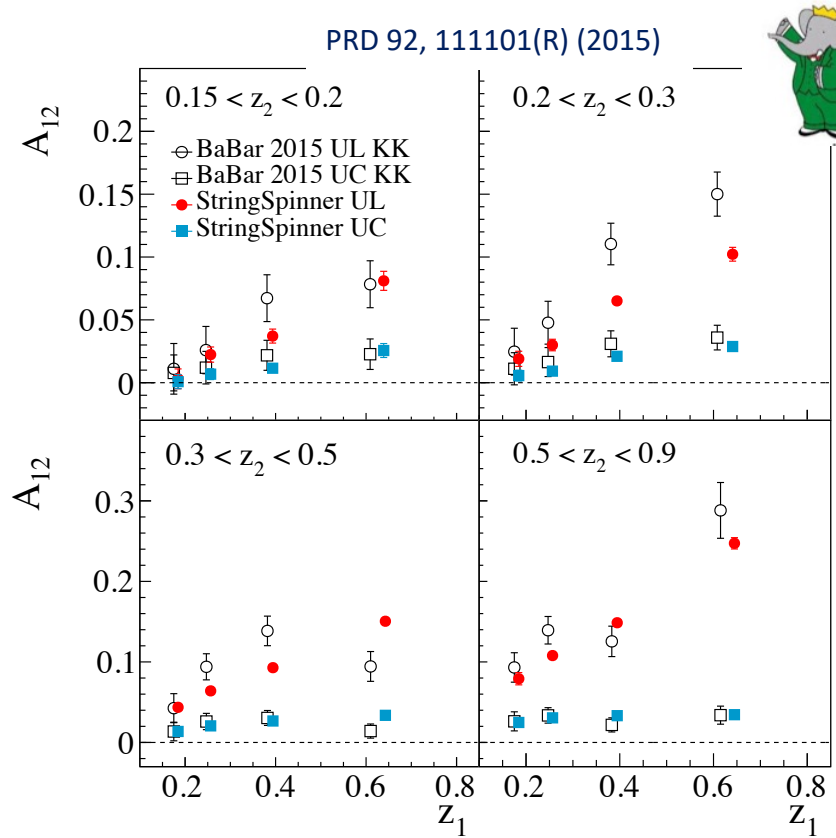 PRD 92, 111101(R) (2015)
A₁₂
0.15 < z₂ < 0.2
0.2 < z₂ < 0.3
0.2
BaBar 2015 UL KK
BaBar 2015 UC KK
0.15
StringSpinner UL
StringSpinner UC
0.1
0.05
0
A₁₂
0.3 < z₂ < 0.5
0.5 < z₂ < 0.9
0.3
0.2
0.1
0
0.2 0.4 0.6 0.8 0.2 0.4 0.6 0.8
z₁ z₁